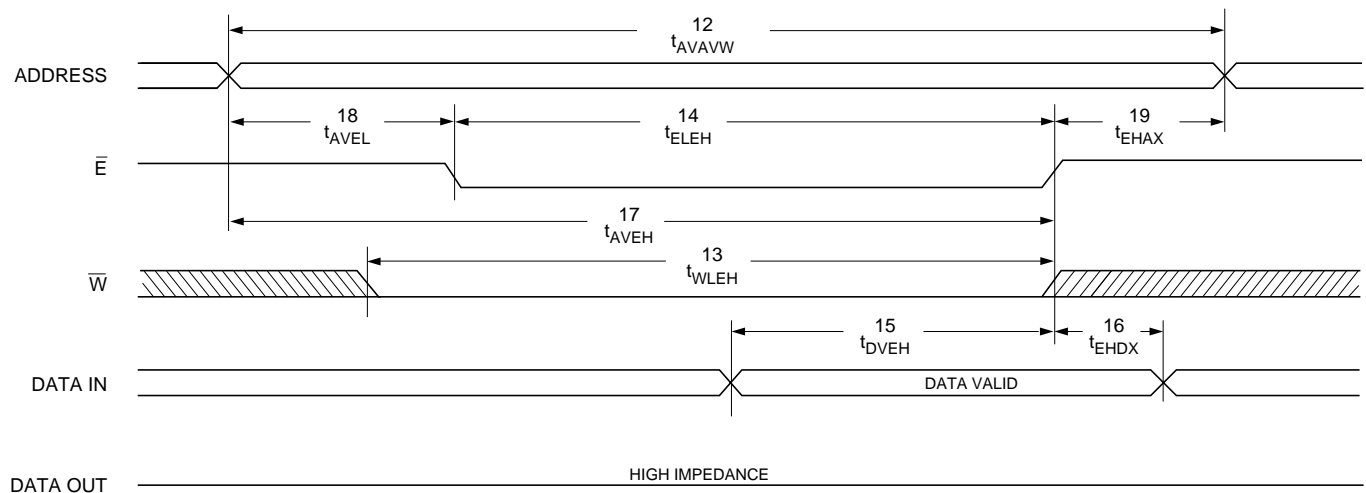 12
tAVAVW
ADDRESS
18
tAVEL
14
tELEH
19
tEHAX
E̅
17
tAVEH
13
tWLEH
W̅
15
tDVEH
16
tEHDX
DATA IN
DATA VALID
DATA OUT
HIGH IMPEDANCE